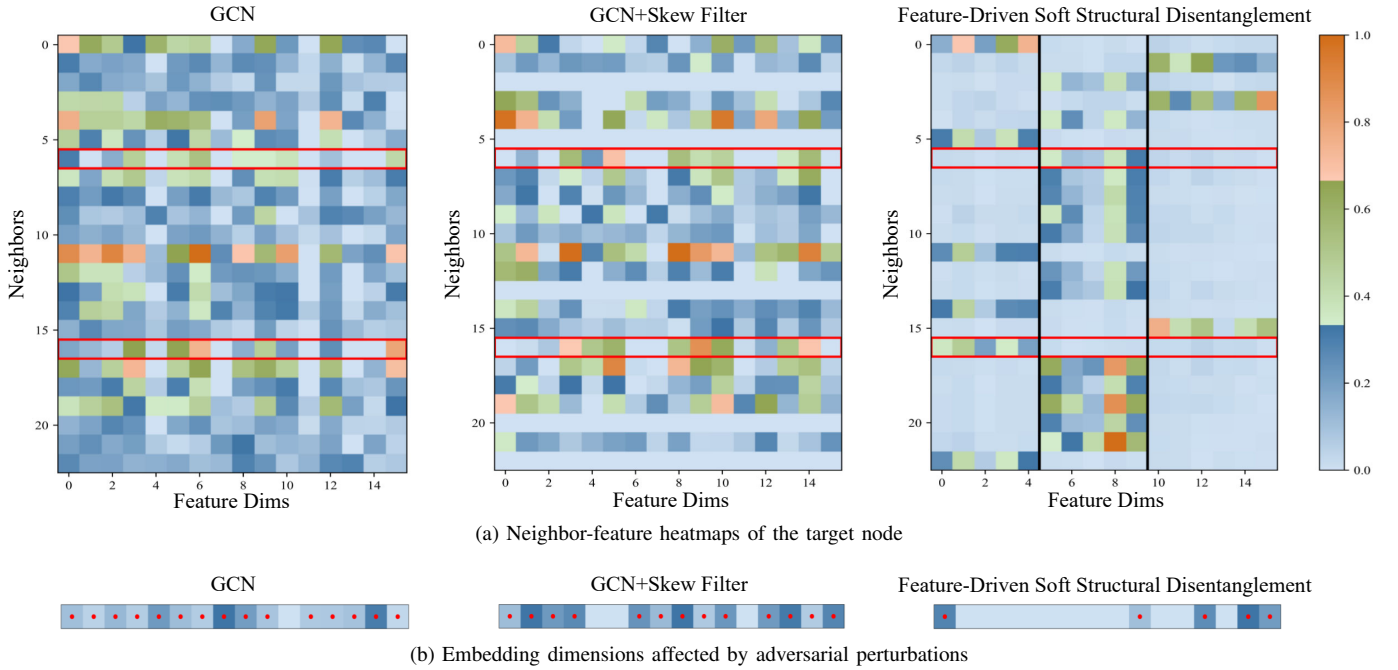 GCN
GCN+Skew Filter
Feature-Driven Soft Structural Disentanglement
0
5
10
15
20
Neighbors
0 2 4 6 8 10 12 14
Feature Dims
0
5
10
15
20
Neighbors
0 2 4 6 8 10 12 14
Feature Dims
0
5
10
15
20
Neighbors
0 2 4 6 8 10 12 14
Feature Dims
1.0
0.8
0.6
0.4
0.2
0.0
(a) Neighbor-feature heatmaps of the target node
GCN
GCN+Skew Filter
Feature-Driven Soft Structural Disentanglement
(b) Embedding dimensions affected by adversarial perturbations